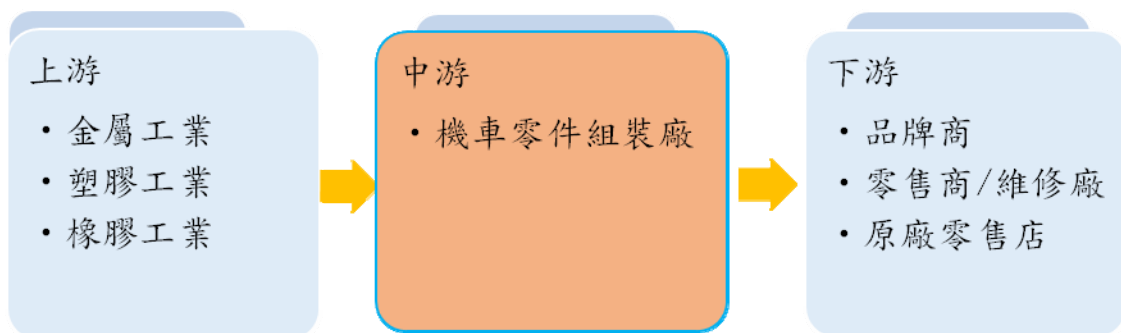 上游
・金屬工業
・塑膠工業
・橡膠工業
中游
・機車零件組裝廠
下游
・品牌商
・零售商/維修廠
・原廠零售店